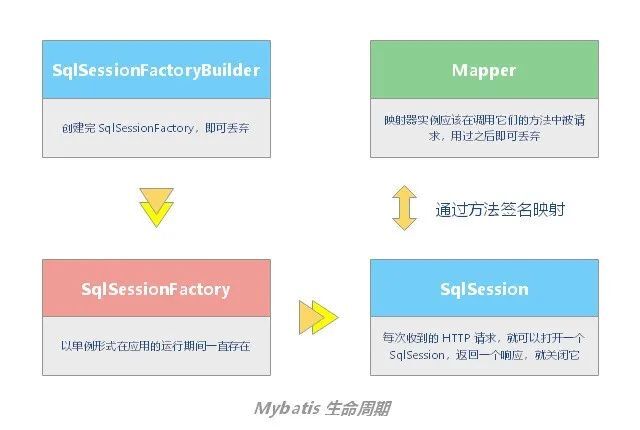 SqlSessionFactoryBuilder
创建完 SqlSessionFactory，即可丢弃
Mapper
映射器实例应该在调用它们的方法中被请
求，用过之后即可丢弃
通过方法签名映射
SqlSessionFactory
以单例形式在应用的运行期间一直存在
SqlSession
每次收到的 HTTP 请求，就可以打开一个
SqlSession，返回一个响应，就关闭它
Mybatis 生命周期